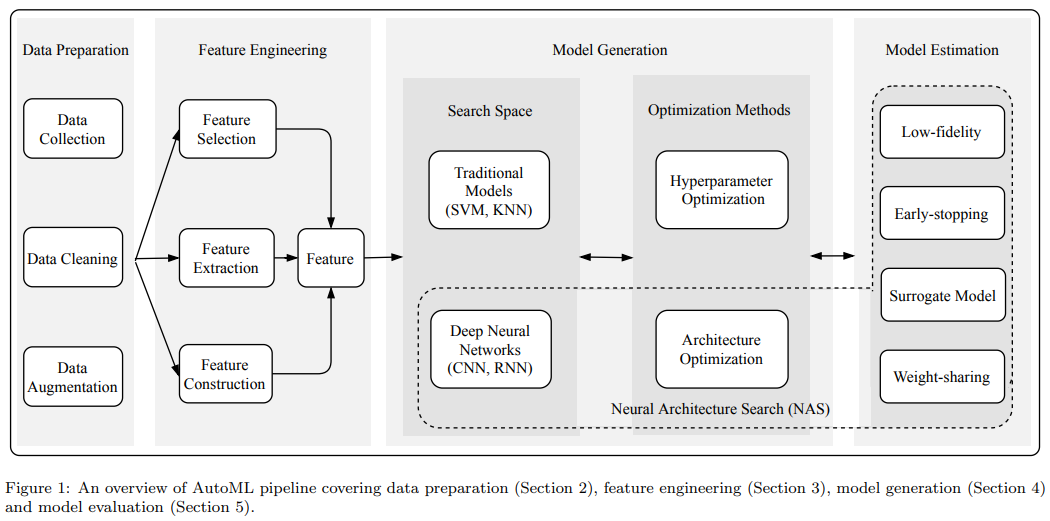 Data Preparation
Feature Engineering
Model Generation
Model Estimation
Data
Collection
Data Cleaning
Data
Augmentation
Feature
Selection
Feature
Extraction
Feature
Construction
Feature
Search Space
Traditional
Models
(SVM, KNN)
Deep Neural
Networks
(CNN, RNN)
Optimization Methods
Hyperparameter
Optimization
Architecture
Optimization
Neural Architecture Search (NAS)
Low-fidelity
Early-stopping
Surrogate Model
Weight-sharing
Figure 1: An overview of AutoML pipeline covering data preparation (Section 2), feature engineering (Section 3), model generation (Section 4)
and model evaluation (Section 5).